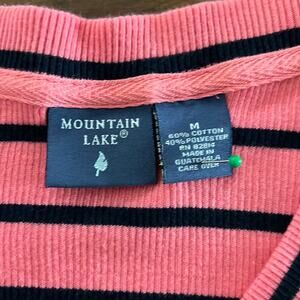 MOUNTAIN
LAKE®
M
60% COTTON
40% POLYESTER
RN 82814
MADE IN
GUATEMALA
CARE OVER